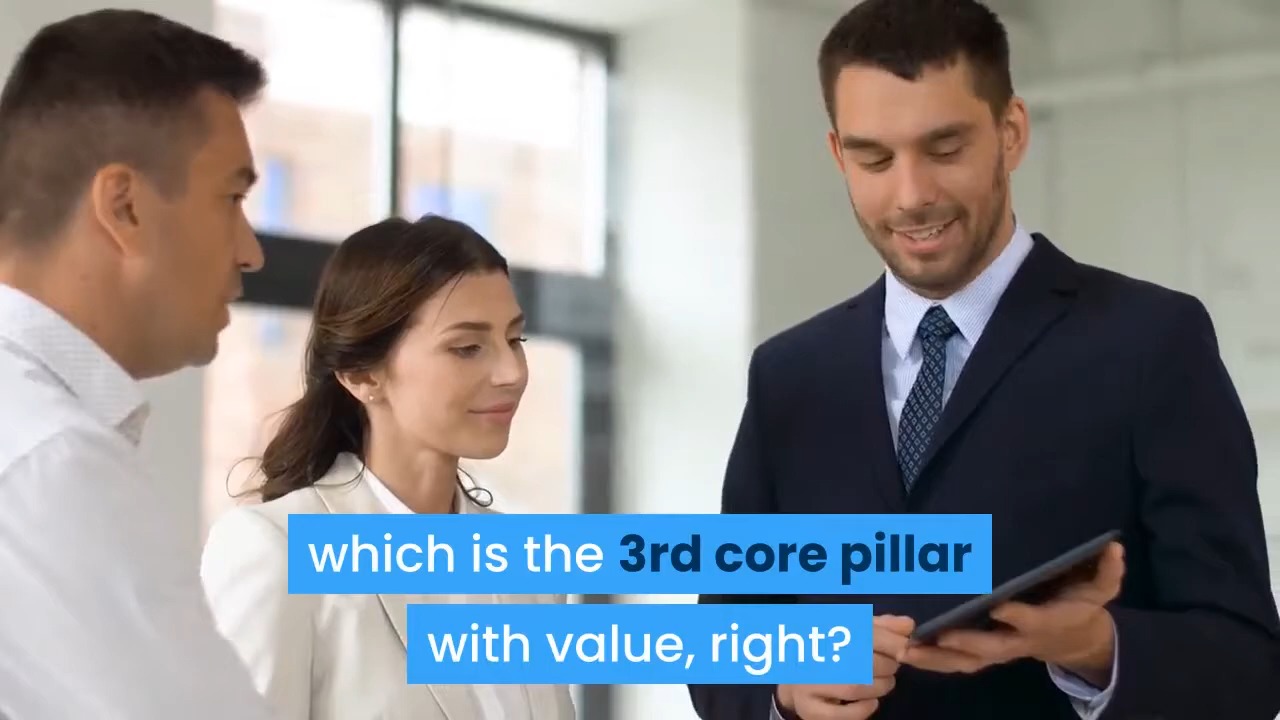 which is the 3rd core pillar
with value, right?